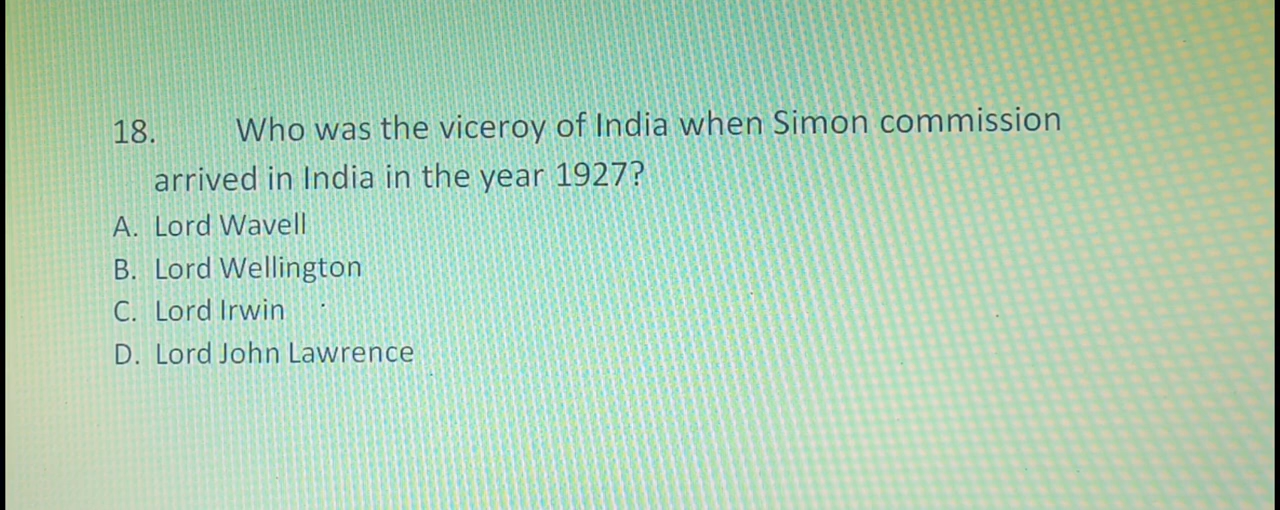 18. Who was the viceroy of India when Simon commission
arrived in India in the year 1927?
A. Lord Wavell
B. Lord Wellington
C. Lord Irwin
D. Lord John Lawrence